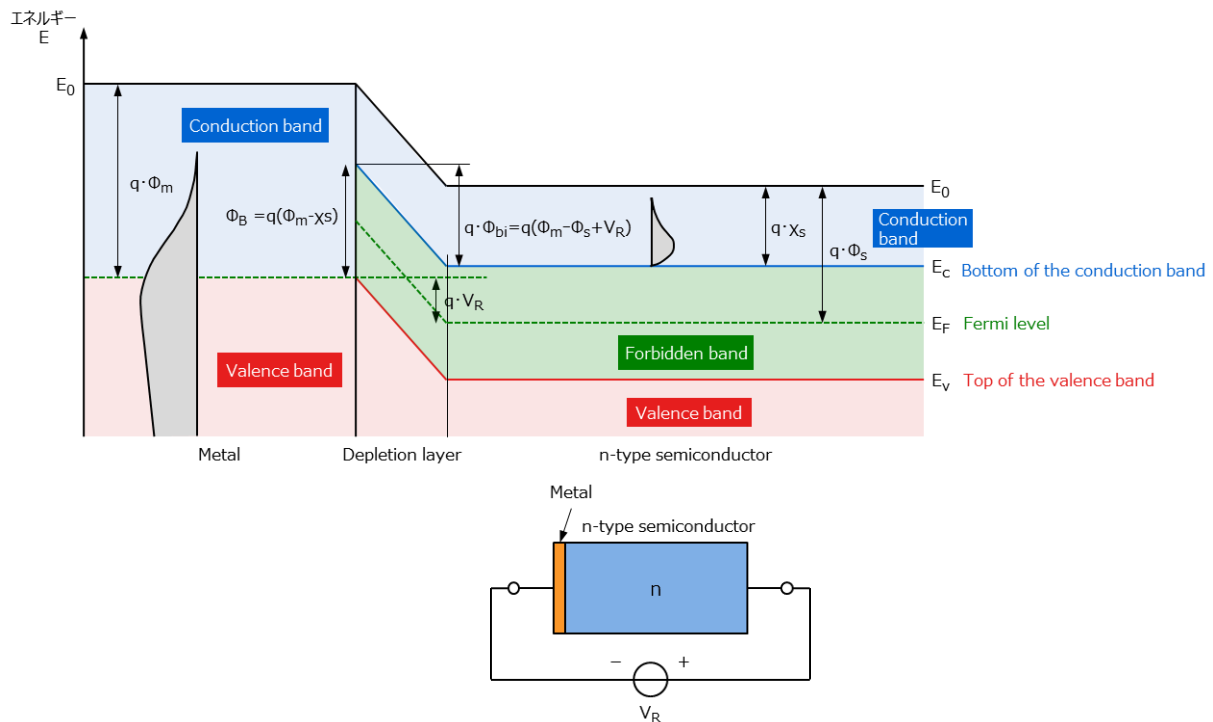 エネルギー
E
E₀
Conduction band
q·Φm
ΦB =q(Φm-χs)
q·Φbi=q(Φm-Φs+VR)
q·χs
q·Φs
E₀
Conduction
band
Ec Bottom of the conduction band
q·VR
EF Fermi level
Forbidden band
Valence band
Ev Top of the valence band
Valence band
Metal
Depletion layer
n-type semiconductor
Metal
n-type semiconductor
n
− +
VR